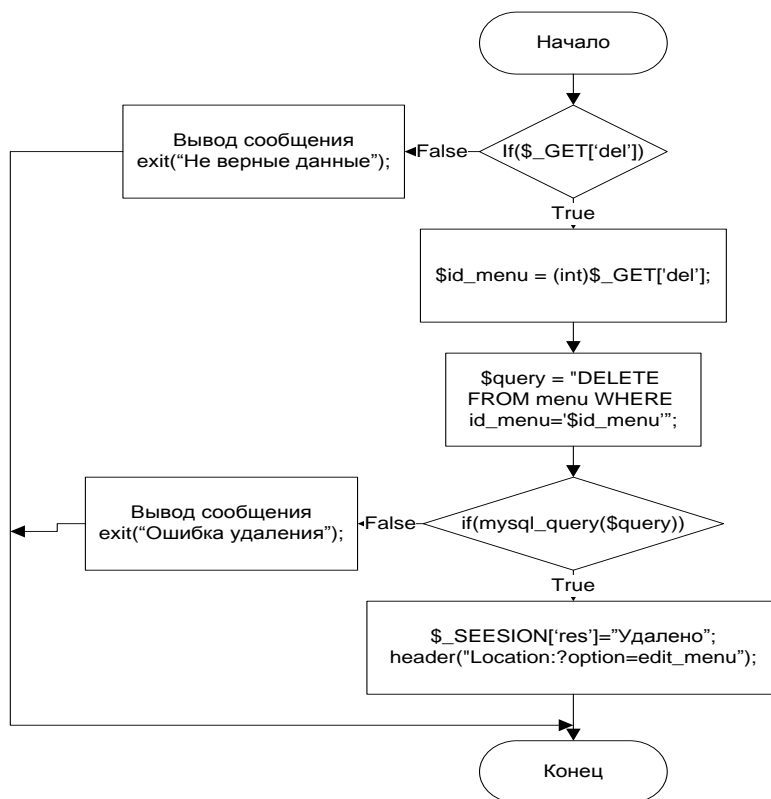 Начало
Вывод сообщения
exit(“Не верные данные”);
False
If($_GET[‘del’])
True
$id_menu = (int)$_GET['del'];
$query = "DELETE
FROM menu WHERE
id_menu='$id_menu'”;
Вывод сообщения
exit(“Ошибка удаления”);
False
if(mysql_query($query))
True
$_SEESION[‘res’]=”Удалено”;
header("Location:?option=edit_menu”);
Конец